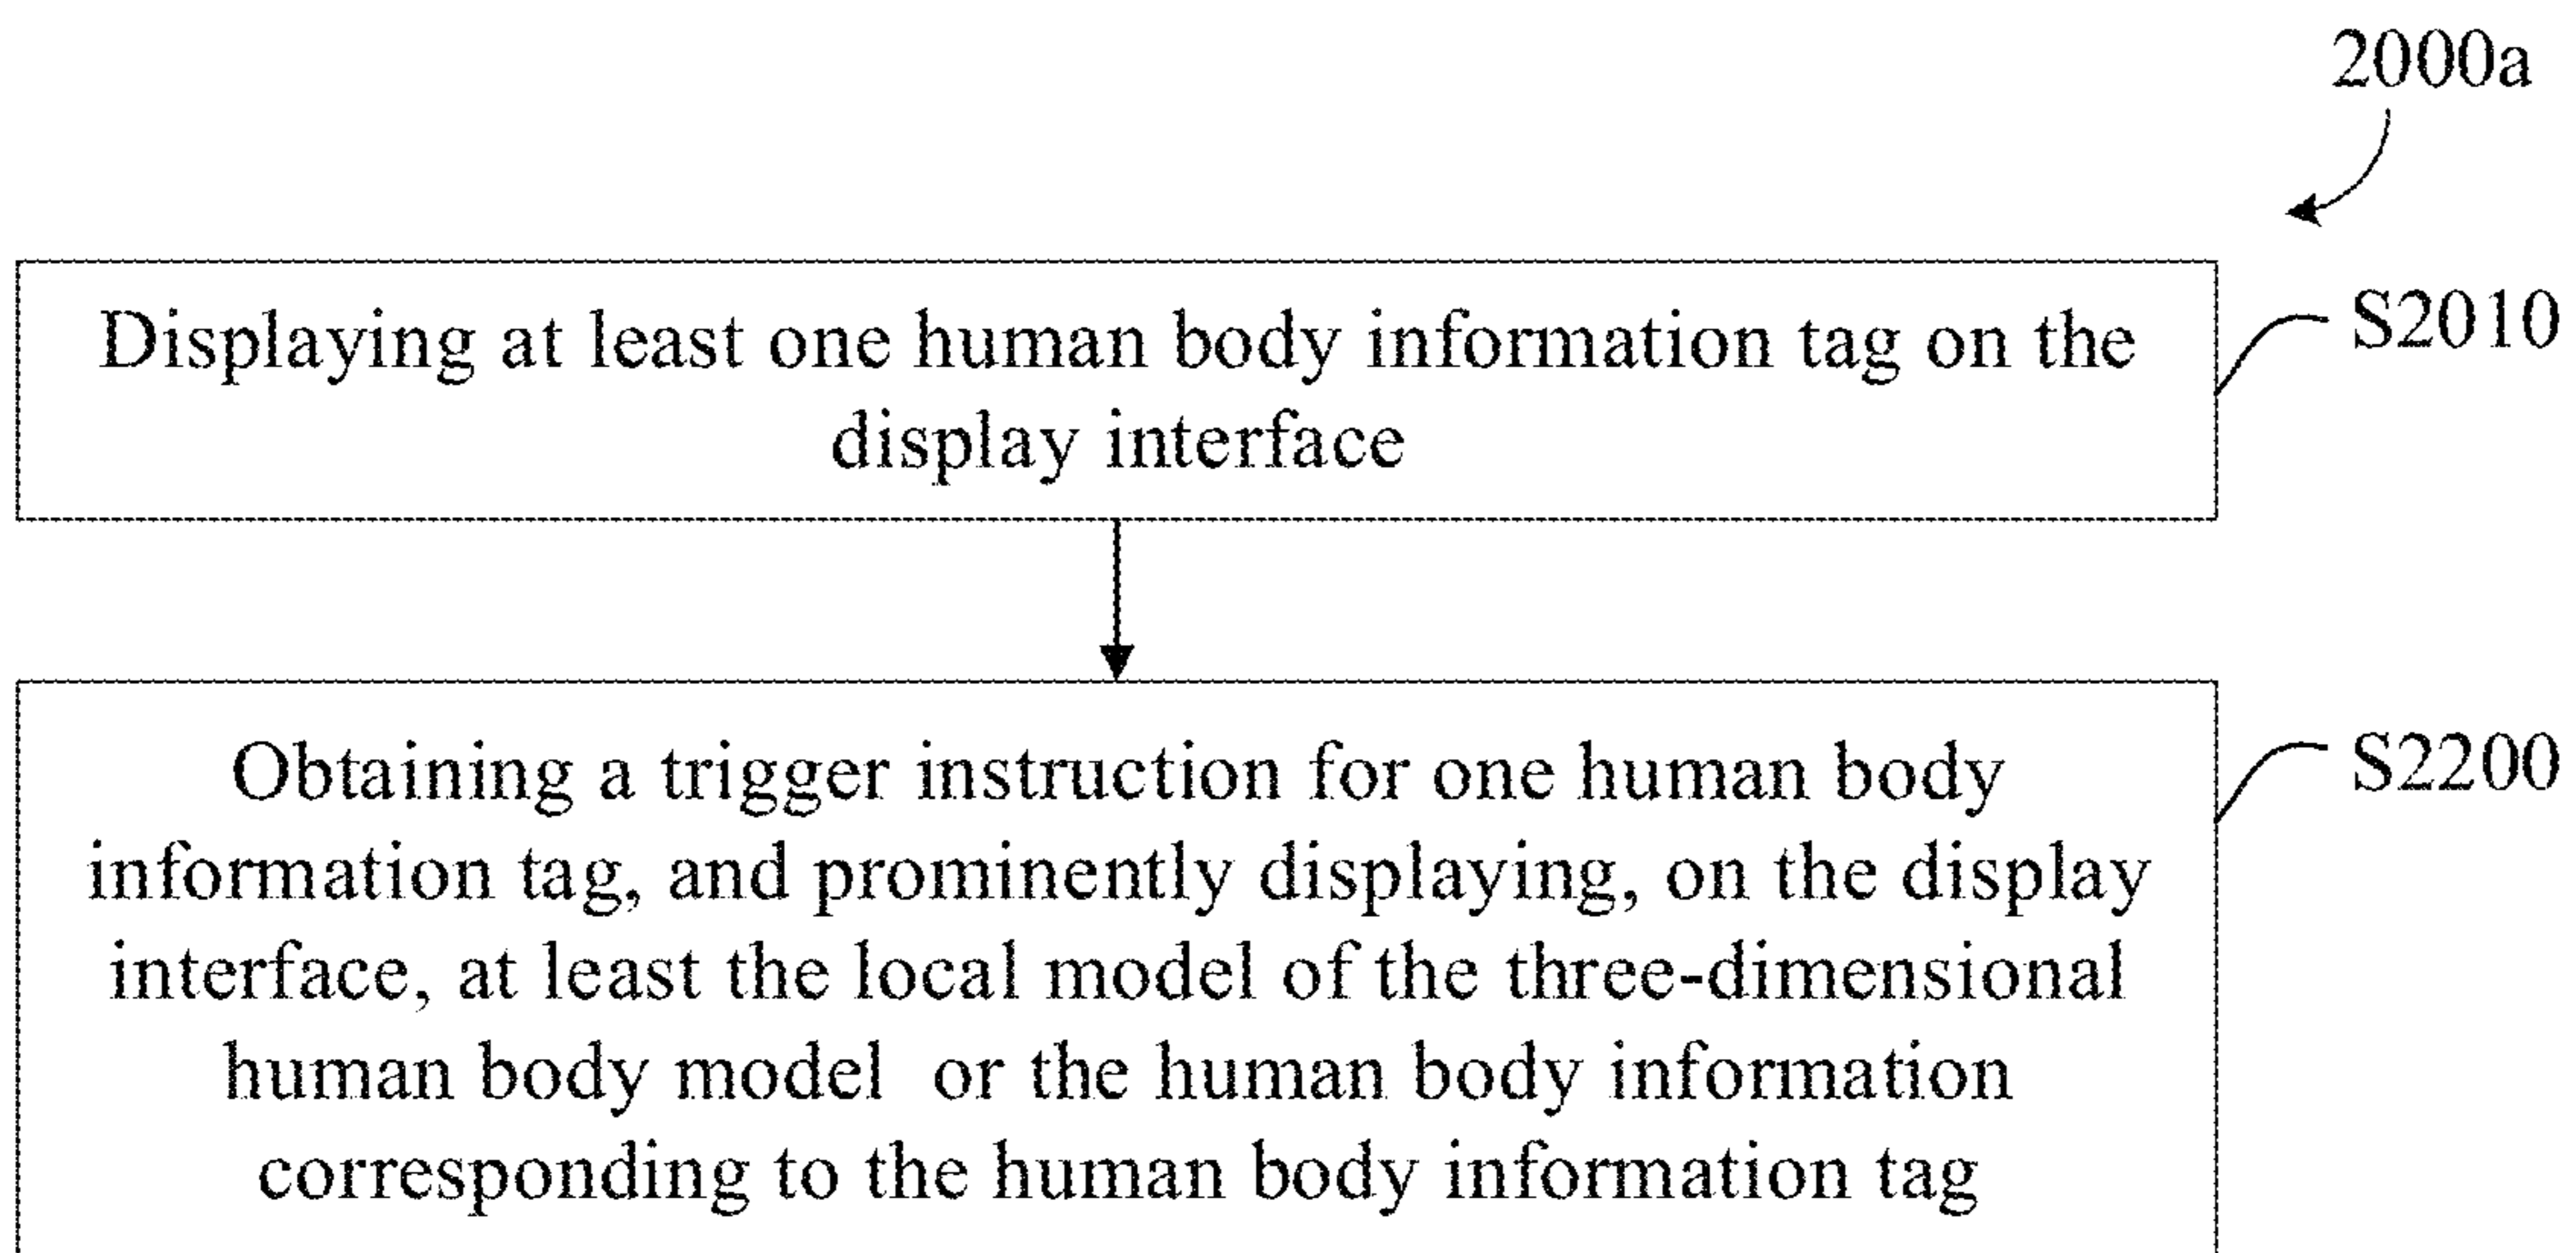 2000a
Displaying at least one human body information tag on the
display interface
S2010
Obtaining a trigger instruction for one human body
information tag, and prominently displaying, on the display
interface, at least the local model of the three-dimensional
human body model  or the human body information
corresponding to the human body information tag
S2200